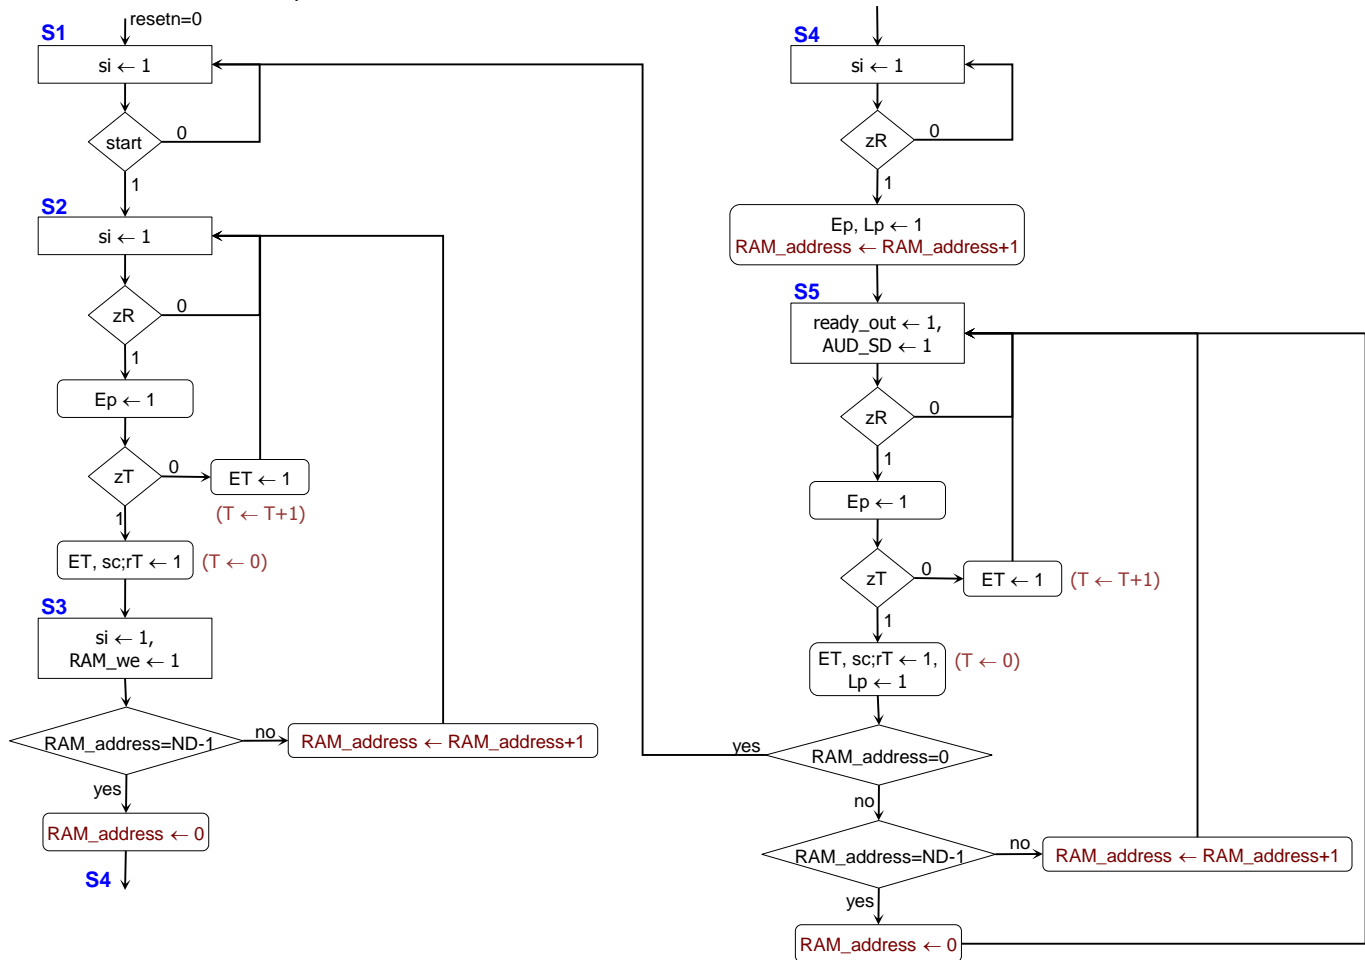 resetn=0
S1
si ← 1
start
0
1
S2
si ← 1
zR
0
1
Ep ← 1
zT
0
ET ← 1
(T ← T+1)
1
ET, sc;rT ← 1
(T ← 0)
S3
si ← 1,
RAM_we ← 1
RAM_address=ND-1
no
RAM_address ← RAM_address+1
yes
RAM_address ← 0
S4
S4
si ← 1
zR
0
1
Ep, Lp ← 1
RAM_address ← RAM_address+1
S5
ready_out ← 1,
AUD_SD ← 1
zR
0
1
Ep ← 1
zT
0
ET ← 1
(T ← T+1)
1
ET, sc;rT ← 1,
Lp ← 1
(T ← 0)
yes
RAM_address=0
no
RAM_address=ND-1
no
RAM_address ← RAM_address+1
yes
RAM_address ← 0